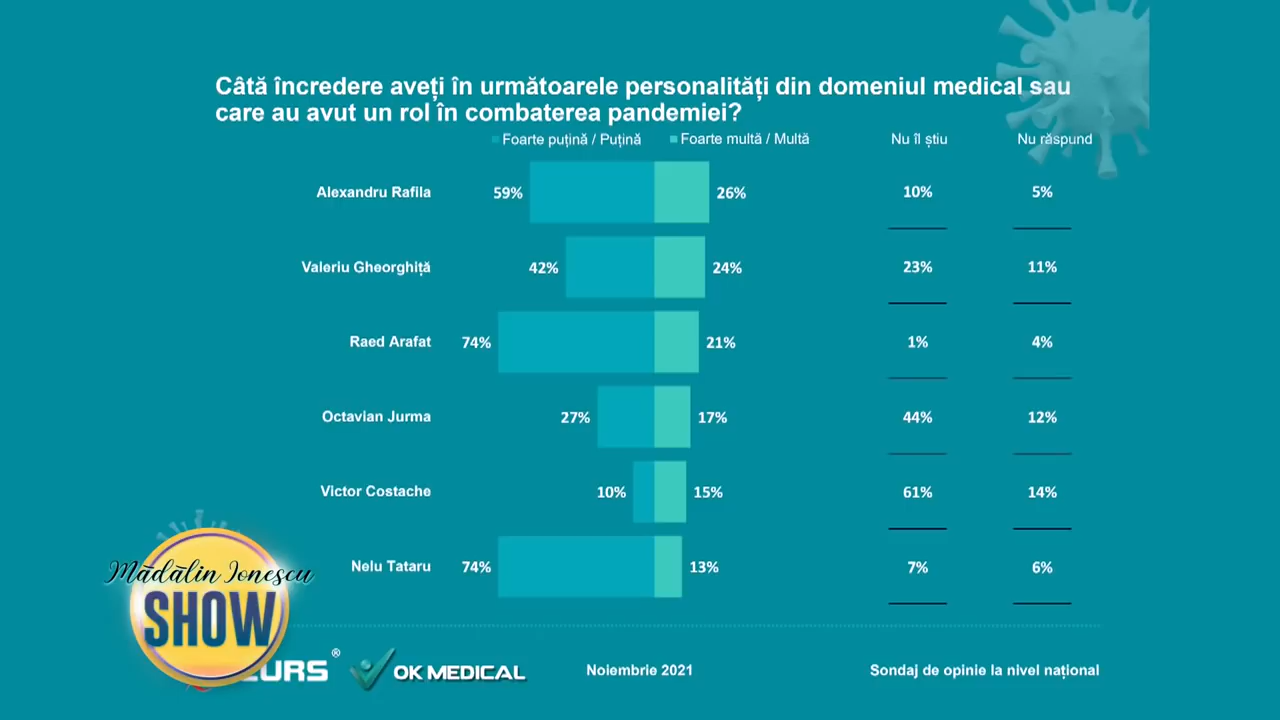 Câtă încredere aveți în următoarele personalități din domeniul medical sau
care au avut un rol în combaterea pandemiei?
Foarte puțină / Puțină Foarte multă / Multă Nu îl știu Nu răspund
Alexandru Rafila 59% 26% 10% 5%
Valeriu Gheorghiță 42% 24% 23% 11%
Raed Arafat 74% 21% 1% 4%
Octavian Jurma 27% 17% 44% 12%
Victor Costache 10% 15% 61% 14%
Nelu Tataru 74% 13% 7% 6%
Mădălin Ionescu
SHOW
URS® OK MEDICAL Noiembrie 2021 Sondaj de opinie la nivel național